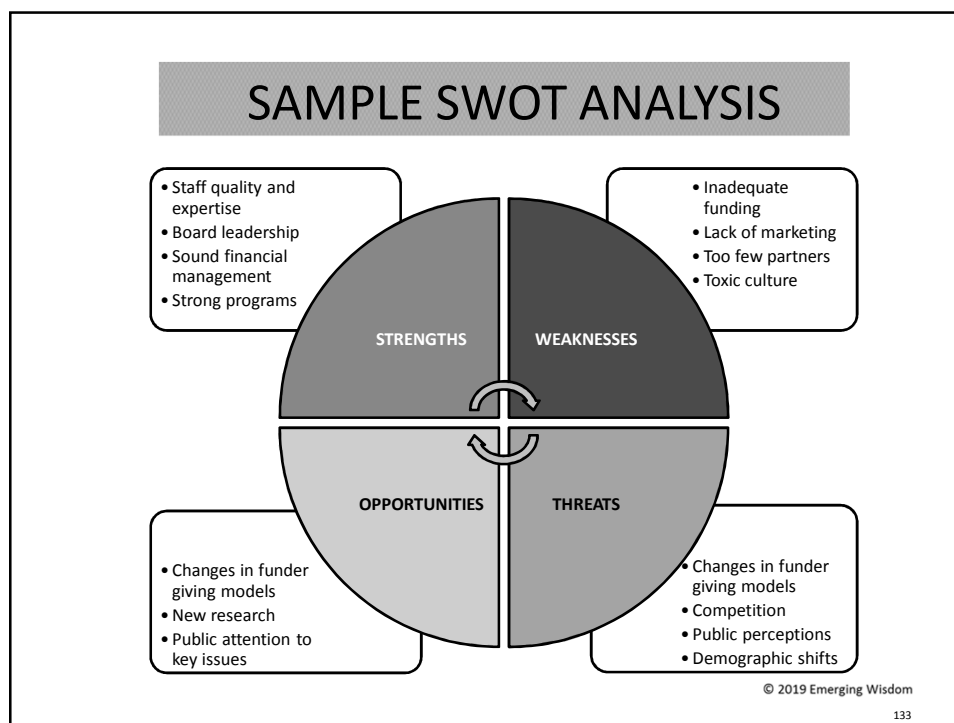 SAMPLE SWOT ANALYSIS
• Staff quality and
expertise
• Board leadership
• Sound financial
management
• Strong programs
• Inadequate
funding
• Lack of marketing
• Too few partners
• Toxic culture
STRENGTHS
WEAKNESSES
OPPORTUNITIES
THREATS
• Changes in funder
giving models
• New research
• Public attention to
key issues
• Changes in funder
giving models
• Competition
• Public perceptions
• Demographic shifts
© 2019 Emerging Wisdom
133